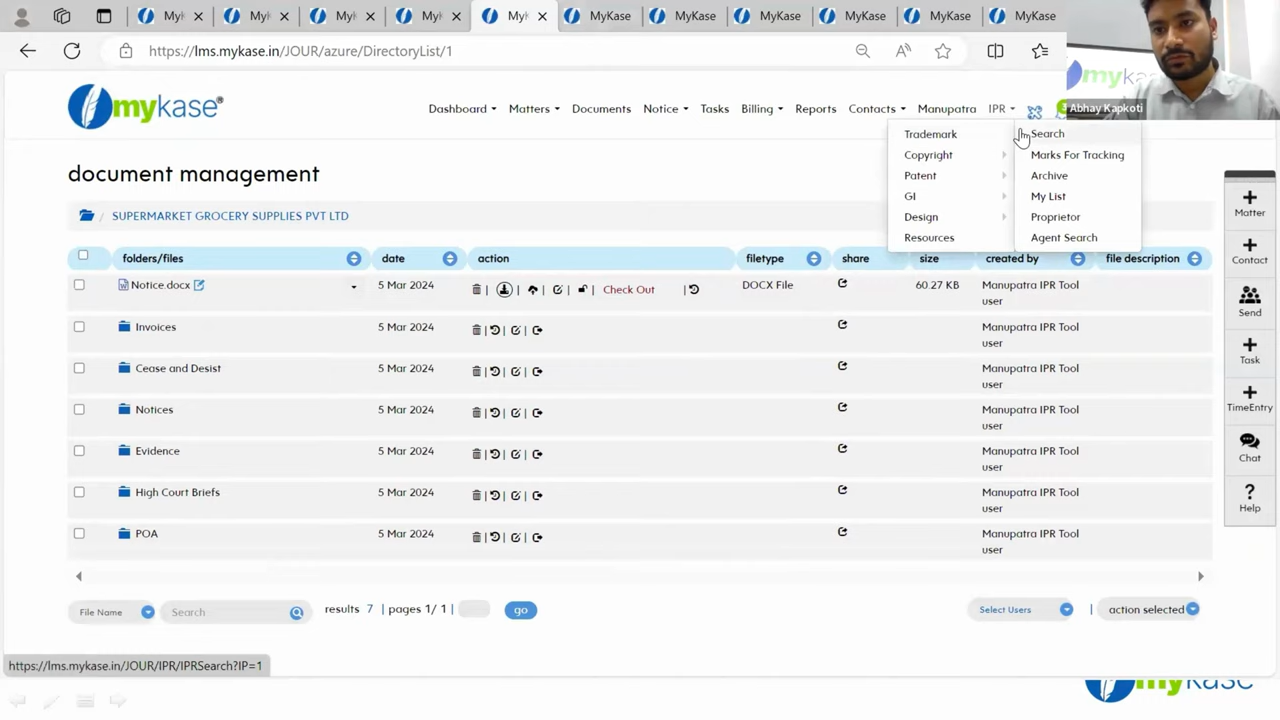 MyK
MyK
MyK
MyK
MyK
MyKase
MyKase
MyKase
MyKase
MyKase
MyKase
https://lms.mykase.in/JOUR/azure/DirectoryList/1
mykase®
Dashboard
Matters
Documents
Notice
Tasks
Billing
Reports
Contacts
Manupatra
IPR
Abhay Kapkoti
Trademark
Copyright
Patent
GI
Design
Resources
Search
Marks For Tracking
Archive
My List
Proprietor
Agent Search
document management
/ SUPERMARKET GROCERY SUPPLIES PVT LTD
folders/files date action filetype share size created by file description
Notice.docx 5 Mar 2024 | | | | Check Out | DOCX File 60.27 KB Manupatra IPR Tool
user
Invoices 5 Mar 2024 Manupatra IPR Tool
user
Cease and Desist 5 Mar 2024 Manupatra IPR Tool
user
Notices 5 Mar 2024 Manupatra IPR Tool
user
Evidence 5 Mar 2024 Manupatra IPR Tool
user
High Court Briefs 5 Mar 2024 Manupatra IPR Tool
user
POA 5 Mar 2024 Manupatra IPR Tool
user
File Name Search results 7 | pages 1/ 1 | go Select Users | action selected
Matter
Contact
Send
Task
TimeEntry
Chat
Help
https://lms.mykase.in/JOUR/IPR/IPRSearch?IP=1